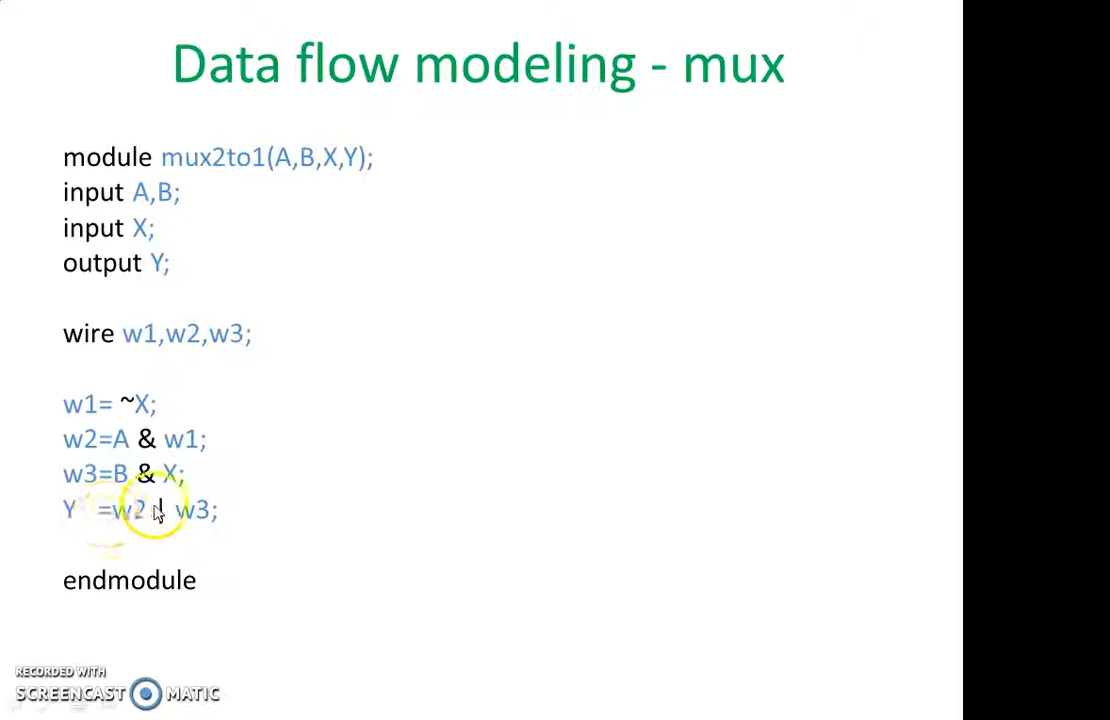 Data flow modeling - mux
module mux2to1(A,B,X,Y);
input A,B;
input X;
output Y;
wire w1,w2,w3;
w1= ~X;
w2=A & w1;
w3=B & X;
Y =w2 | w3;
endmodule
RECORDED WITH
SCREENCAST MATIC